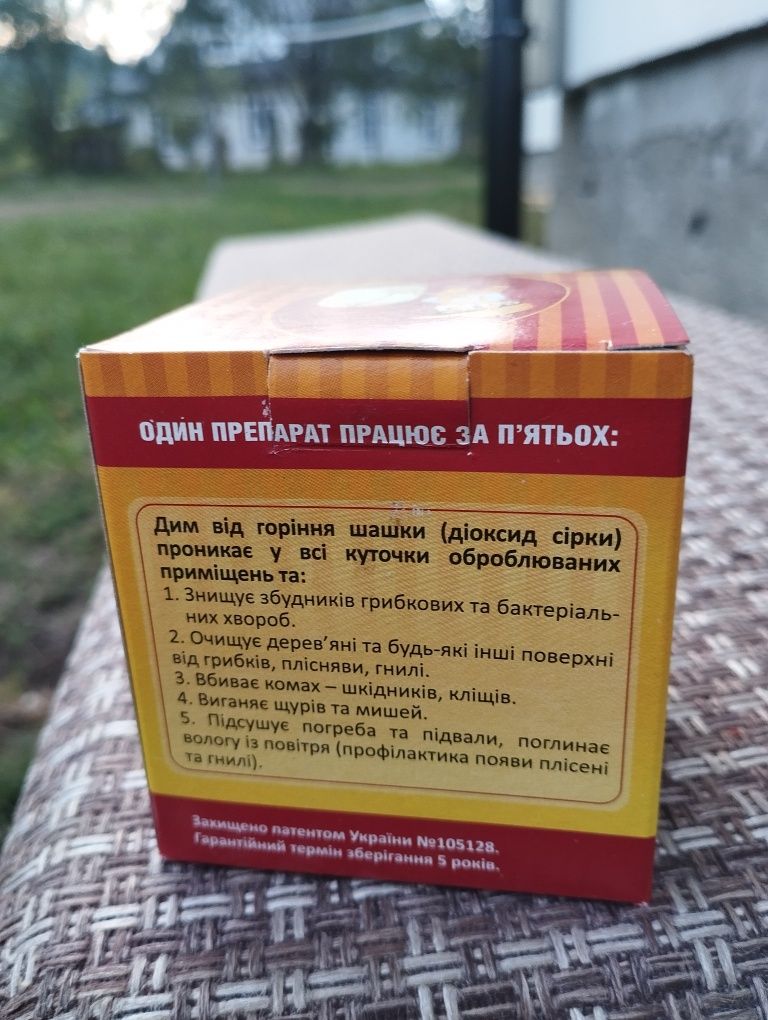 ОДИН ПРЕПАРАТ ПРАЦЮЄ ЗА П'ЯТЬОХ:
Дим від горіння шашки (діоксид сірки)
проникає у всі куточки оброблюваних
приміщень та:
1. Знищує збудників грибкових та бактеріаль-
них хвороб.
2. Очищує дерев'яні та будь-які інші поверхні
від грибків, плісняви, гнилі.
3. Вбиває комах – шкідників, кліщів.
4. Виганяє щурів та мишей.
5. Підсушує погреба та підвали, поглинає
вологу із повітря (профілактика появи плісені
та гнилі).
Захищено патентом України №105128.
Гарантійний термін зберігання 5 років.